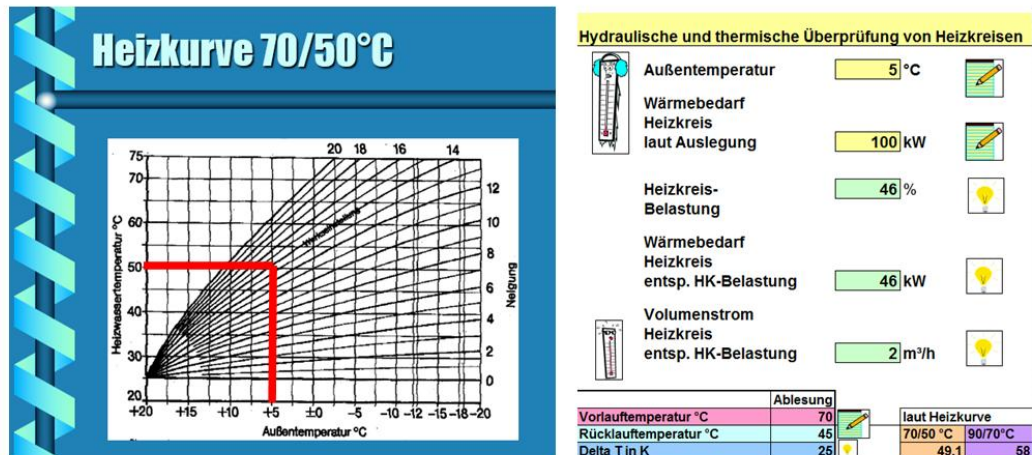 Heizkurve 70/50°C
20 18 16 14
75
70
60
50
40
30
20
12
10
8
6
4
2
0
Heizwassertemperatur °C
Werkseinstellung
Neigung
+20 +15 +10 +5 ±0 -5 -10 -12 -15 -18 -20
Außentemperatur °C
Hydraulische und thermische Überprüfung von Heizkreisen
Außentemperatur 5 °C
Wärmebedarf
Heizkreis
laut Auslegung 100 kW
Heizkreis- 46 %
Belastung
Wärmebedarf
Heizkreis
entsp. HK-Belastung 46 kW
Volumenstrom
Heizkreis
entsp. HK-Belastung 2 m³/h
Ablesung
Vorlauftemperatur °C 70 laut Heizkurve
Rücklauftemperatur °C 45 70/50 °C 90/70°C
Delta T in K 25 49,1 58